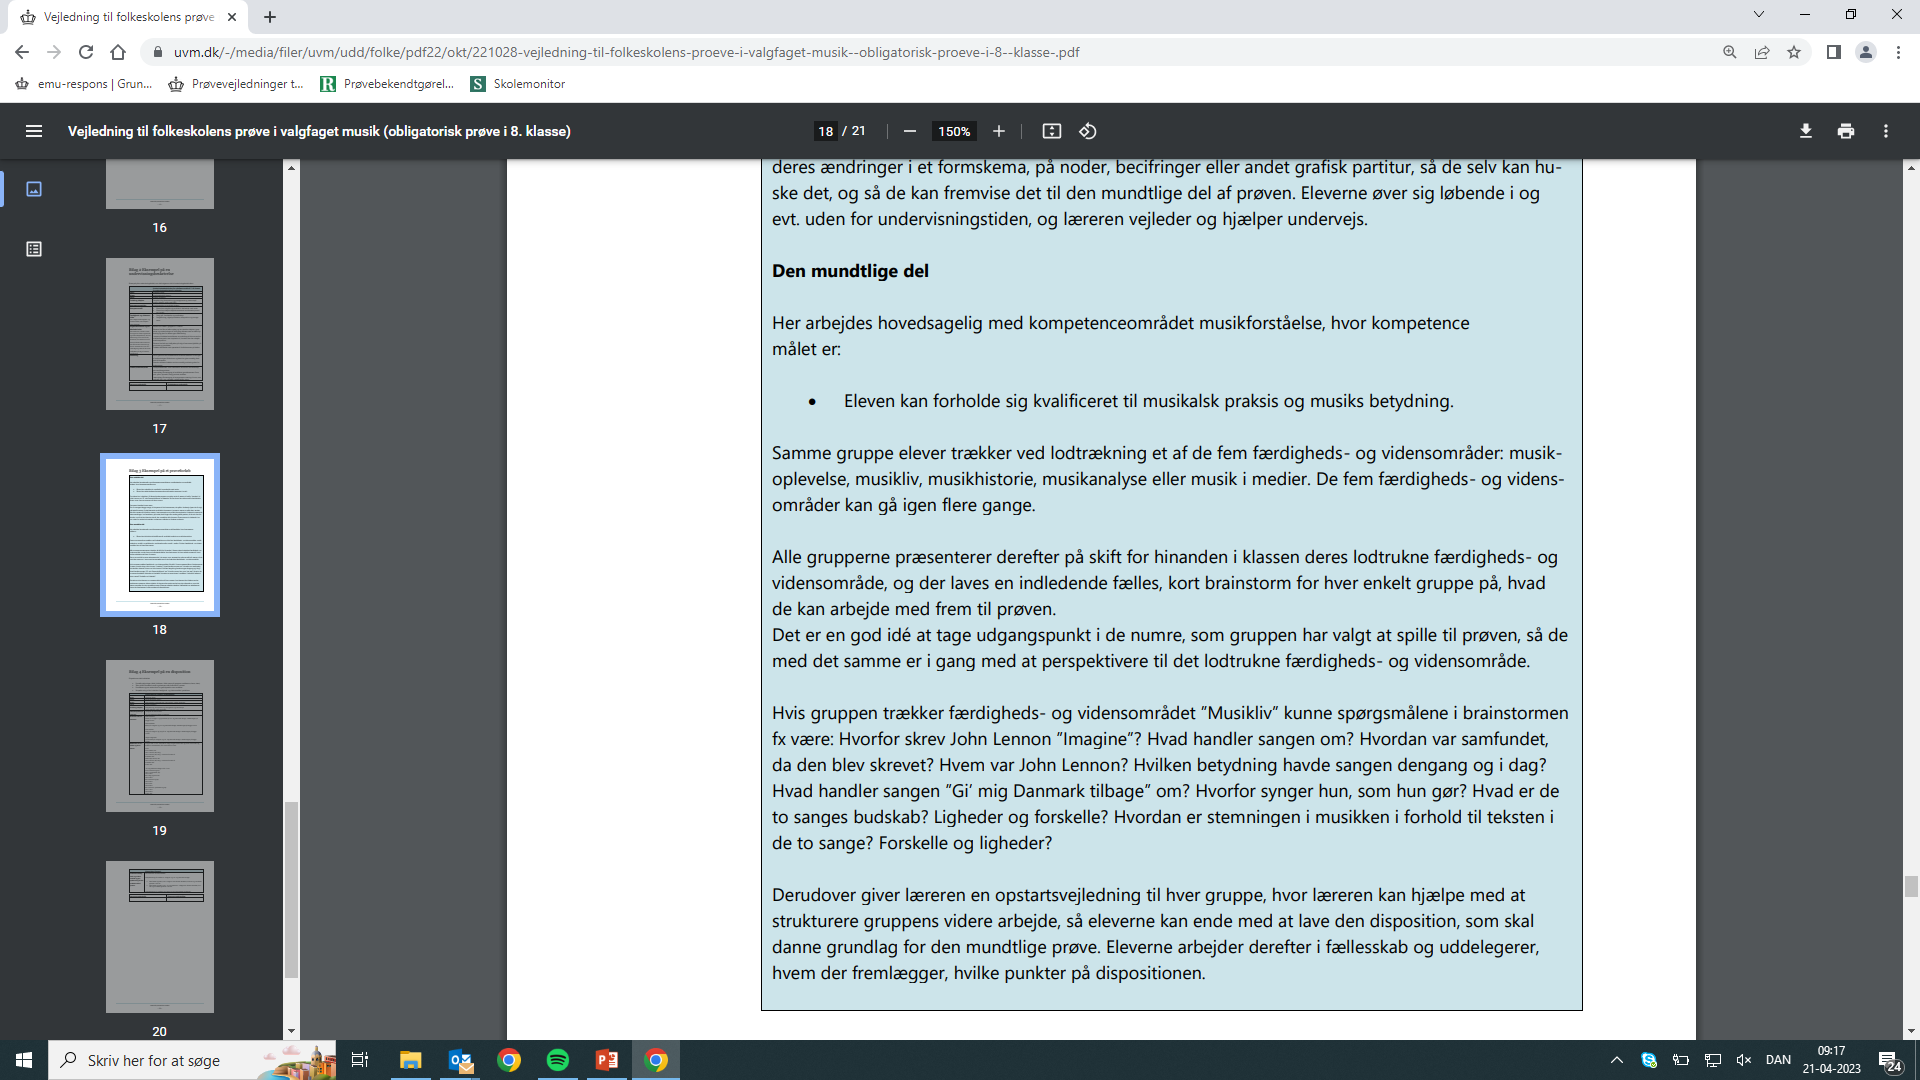 Vejledning til folkeskolens prøve
uvm.dk/-/media/filer/uvm/udd/folke/pdf22/okt/221028-vejledning-til-folkeskolens-proeve-i-valgfaget-musik--obligatorisk-proeve-i-8--klasse-.pdf
emu-respons | Grun...
Prøvevejledninger t...
Prøvebekendtgørel...
Skolemonitor
Vejledning til folkeskolens prøve i valgfaget musik (obligatorisk prøve i 8. klasse)
18 / 21
150%
16
17
18
19
20
deres ændringer i et formskema, på noder, becifringer eller andet grafisk partitur, så de selv kan hu-
ske det, og så de kan fremvise det til den mundtlige del af prøven. Eleverne øver sig løbende i og
evt. uden for undervisningstiden, og læreren vejleder og hjælper undervejs.
Den mundtlige del
Her arbejdes hovedsagelig med kompetenceområdet musikforståelse, hvor kompetence
målet er:
• Eleven kan forholde sig kvalificeret til musikalsk praksis og musiks betydning.
Samme gruppe elever trækker ved lodtrækning et af de fem færdigheds- og vidensområder: musik-
oplevelse, musikliv, musikhistorie, musikanalyse eller musik i medier. De fem færdigheds- og videns-
områder kan gå igen flere gange.
Alle grupperne præsenterer derefter på skift for hinanden i klassen deres lodtrukne færdigheds- og
vidensområde, og der laves en indledende fælles, kort brainstorm for hver enkelt gruppe på, hvad
de kan arbejde med frem til prøven.
Det er en god idé at tage udgangspunkt i de numre, som gruppen har valgt at spille til prøven, så de
med det samme er i gang med at perspektivere til det lodtrukne færdigheds- og vidensområde.
Hvis gruppen trækker færdigheds- og vidensområdet ”Musikliv” kunne spørgsmålene i brainstormen
fx være: Hvorfor skrev John Lennon ”Imagine”? Hvad handler sangen om? Hvordan var samfundet,
da den blev skrevet? Hvem var John Lennon? Hvilken betydning havde sangen dengang og i dag?
Hvad handler sangen ”Gi’ mig Danmark tilbage” om? Hvorfor synger hun, som hun gør? Hvad er de
to sanges budskab? Ligheder og forskelle? Hvordan er stemningen i musikken i forhold til teksten i
de to sange? Forskelle og ligheder?
Derudover giver læreren en opstartsvejledning til hver gruppe, hvor læreren kan hjælpe med at
strukturere gruppens videre arbejde, så eleverne kan ende med at lave den disposition, som skal
danne grundlag for den mundtlige prøve. Eleverne arbejder derefter i fællesskab og uddelegerer,
hvem der fremlægger, hvilke punkter på dispositionen.
Skriv her for at søge
DAN
09:17
21-04-2023
24